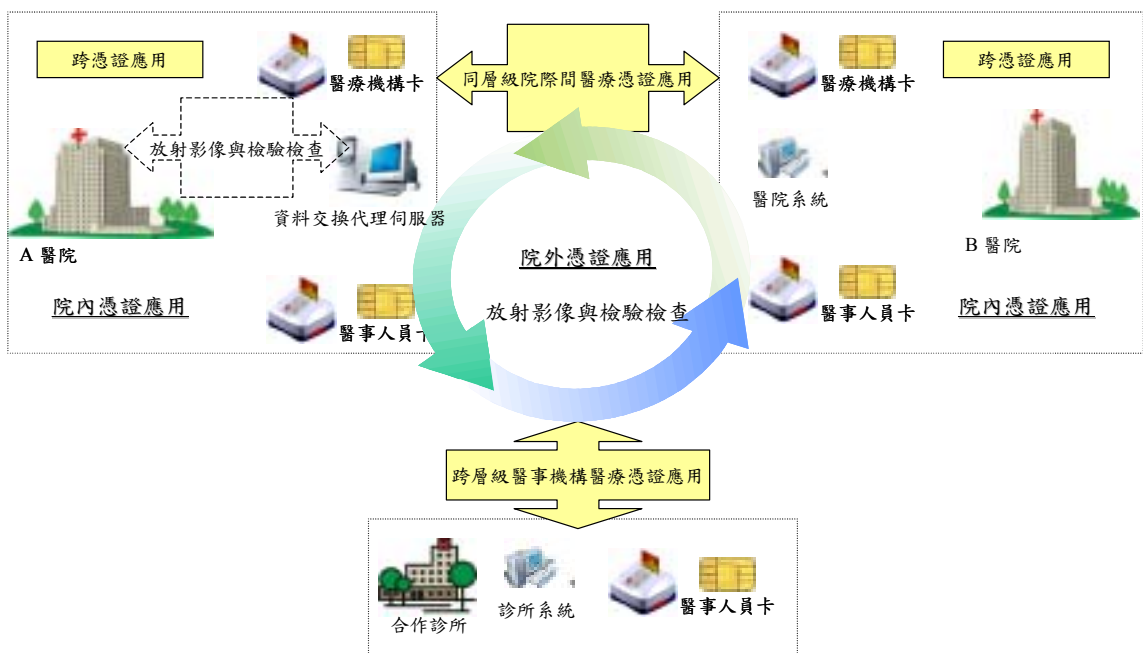 跨憑證應用
醫療機構卡
放射影像與檢驗檢查
資料交換代理伺服器
A 醫院
院內憑證應用
醫事人員卡
同層級院際間醫療憑證應用
院外憑證應用
放射影像與檢驗檢查
跨憑證應用
醫療機構卡
醫院系統
B 醫院
醫事人員卡
院內憑證應用
跨層級醫事機構醫療憑證應用
合作診所
診所系統
醫事人員卡